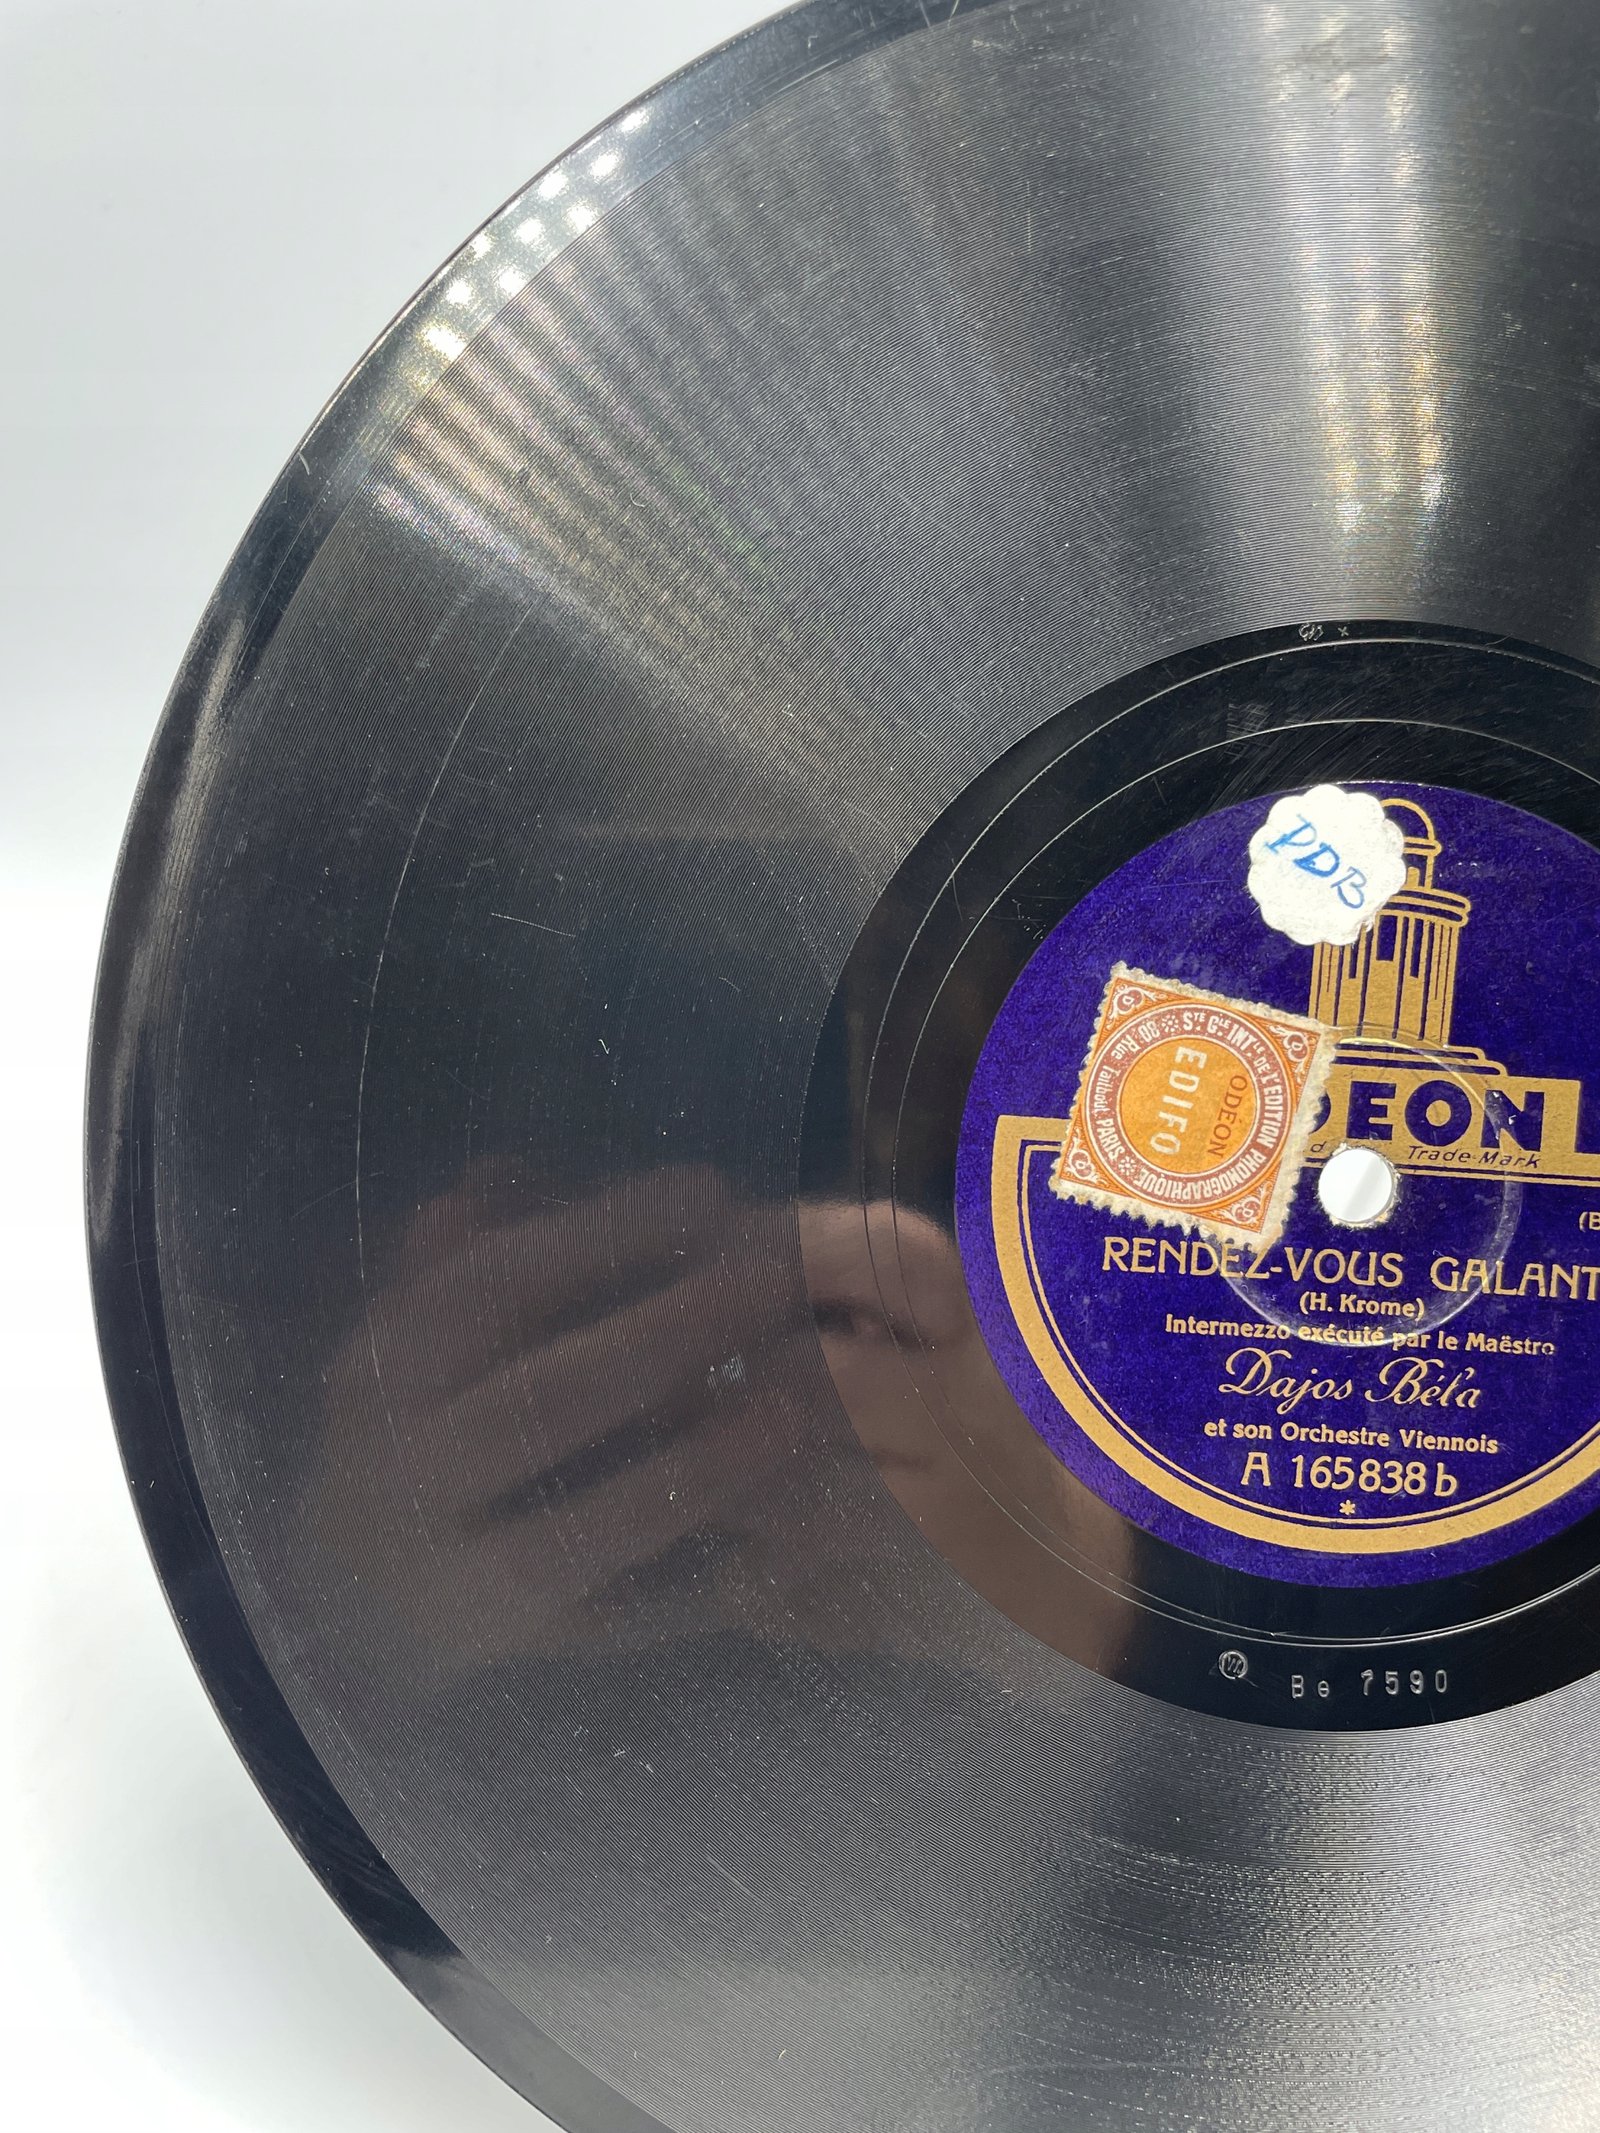 PDB
Sᵀᴱ Gᴸᴱ INTᴸᴱ DE L'EDITION PHONOGRAPHIQUE
80. Rue Taitbout PARIS
ODÉON
EDIFO
DEON
Trade-Mark
(B
RENDEZ-VOUS GALANT
(H. Krome)
Intermezzo exécuté par le Maëstro
Dajos Béla
et son Orchestre Viennois
A 165838 b
*
Be 7590